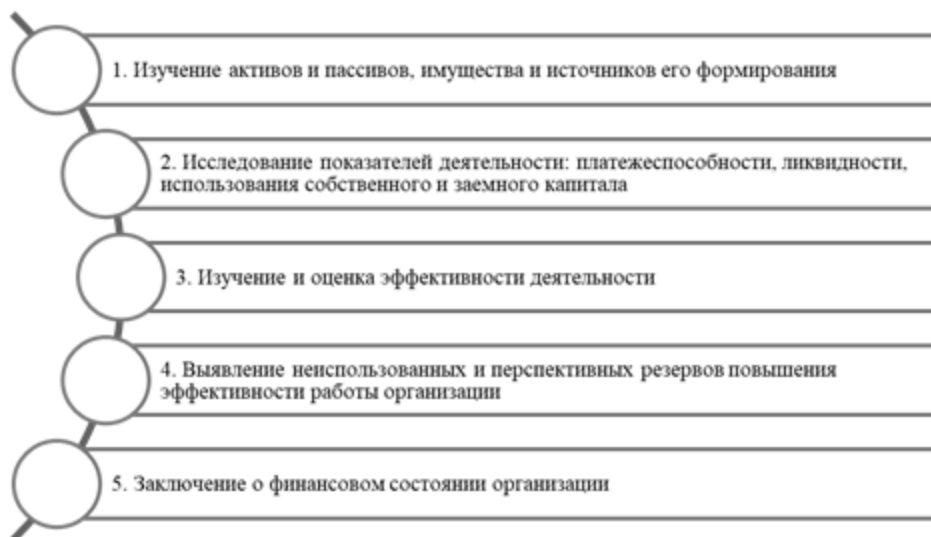 1. Изучение активов и пассивов, имущества и источников его формирования
2. Исследование показателей деятельности: платежеспособности, ликвидности,
использования собственного и заемного капитала
3. Изучение и оценка эффективности деятельности
4. Выявление неиспользованных и перспективных резервов повышения
эффективности работы организации
5. Заключение о финансовом состоянии организации